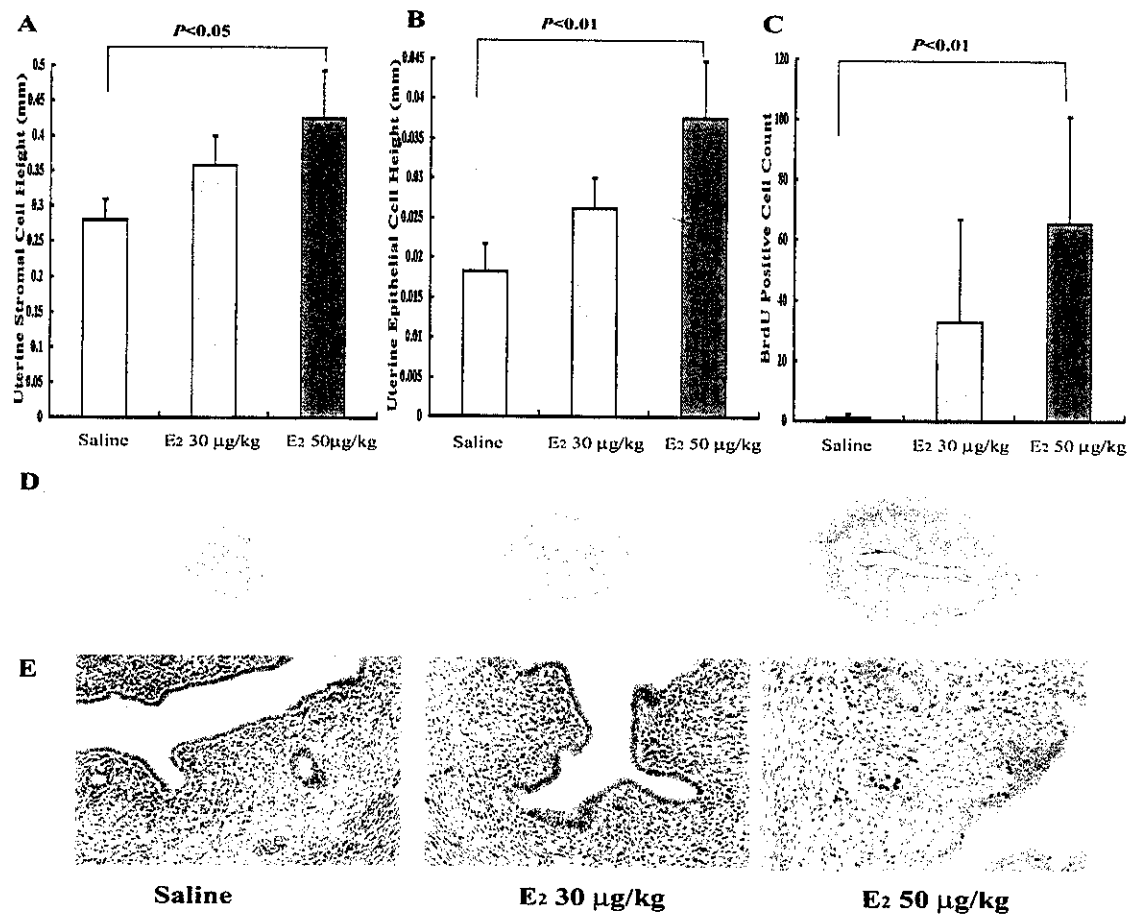 A
P<0.05
Uterine Stromal Cell Height (mm)
0.5
0.45
0.4
0.35
0.3
0.25
0.2
0.15
0.1
0.05
0
Saline E2 30 µg/kg E2 50µg/kg
B
P<0.01
Uterine Epithelial Cell Height (mm)
0.045
0.04
0.035
0.03
0.025
0.02
0.015
0.01
0.005
0
Saline E2 30 µg/kg E2 50 µg/kg
C
P<0.01
BrdU Positive Cell Count
120
100
80
60
40
20
0
Saline E2 30 µg/kg E2 50 µg/kg
D
E
Saline E2 30 µg/kg E2 50 µg/kg